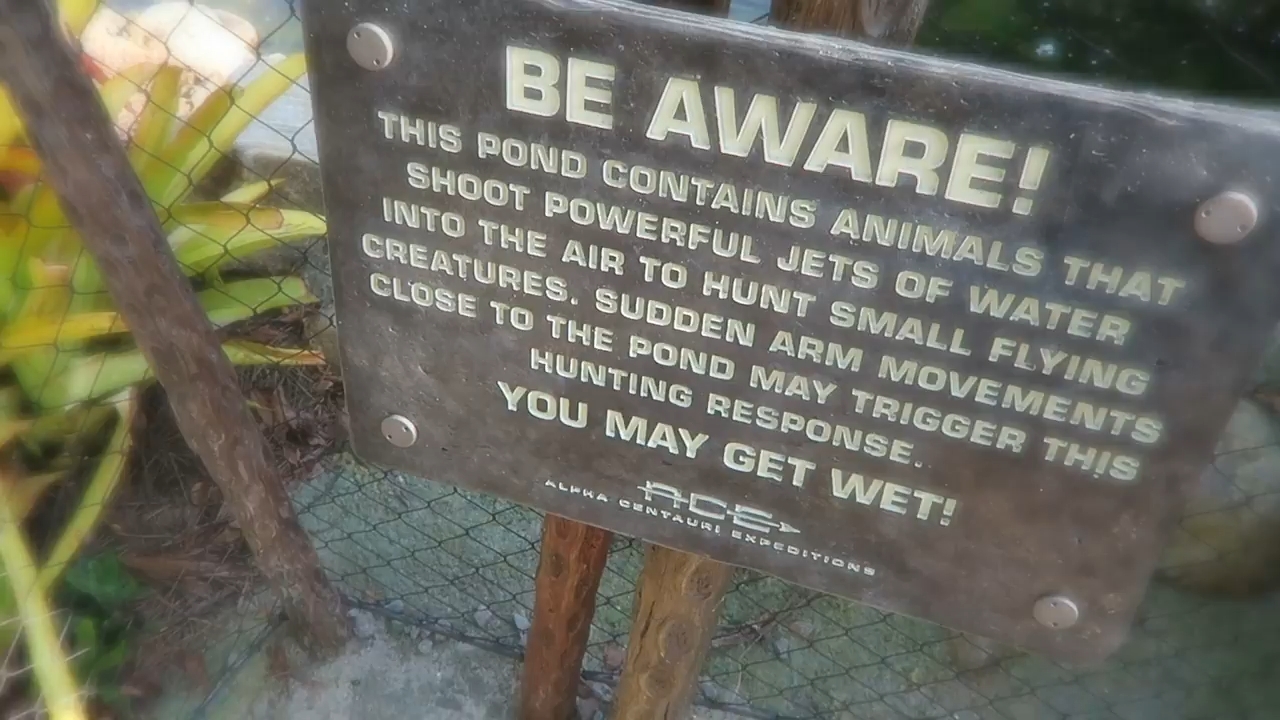 BE AWARE!
THIS POND CONTAINS ANIMALS THAT
SHOOT POWERFUL JETS OF WATER
INTO THE AIR TO HUNT SMALL FLYING
CREATURES. SUDDEN ARM MOVEMENTS
CLOSE TO THE POND MAY TRIGGER THIS
HUNTING RESPONSE.
YOU MAY GET WET!
ACE
ALPHA CENTAURI EXPEDITIONS